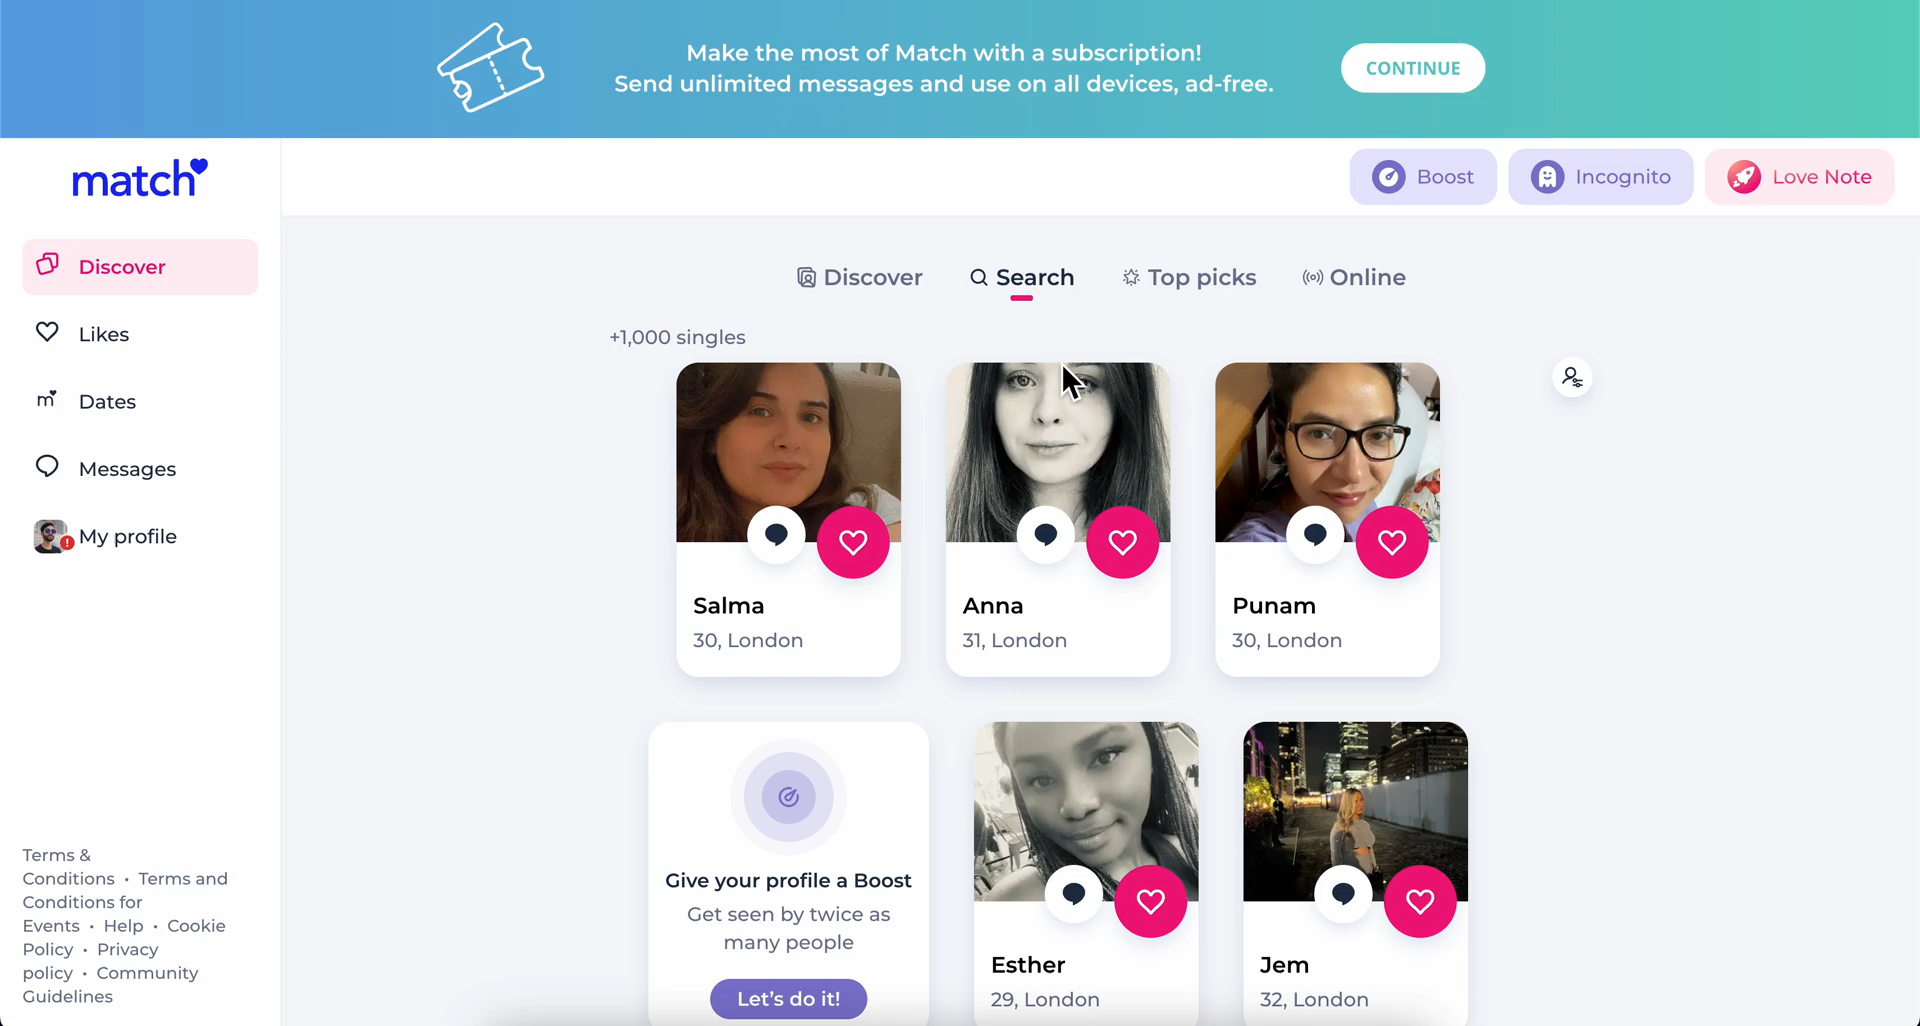 Make the most of Match with a subscription!
Send unlimited messages and use on all devices, ad-free.
CONTINUE
match
Boost
Incognito
Love Note
Discover
Likes
Dates
Messages
My profile
Discover
Search
Top picks
Online
+1,000 singles
Salma
30, London
Anna
31, London
Punam
30, London
Give your profile a Boost
Get seen by twice as
many people
Let's do it!
Esther
29, London
Jem
32, London
Terms &
Conditions • Terms and
Conditions for
Events • Help • Cookie
Policy • Privacy
policy • Community
Guidelines